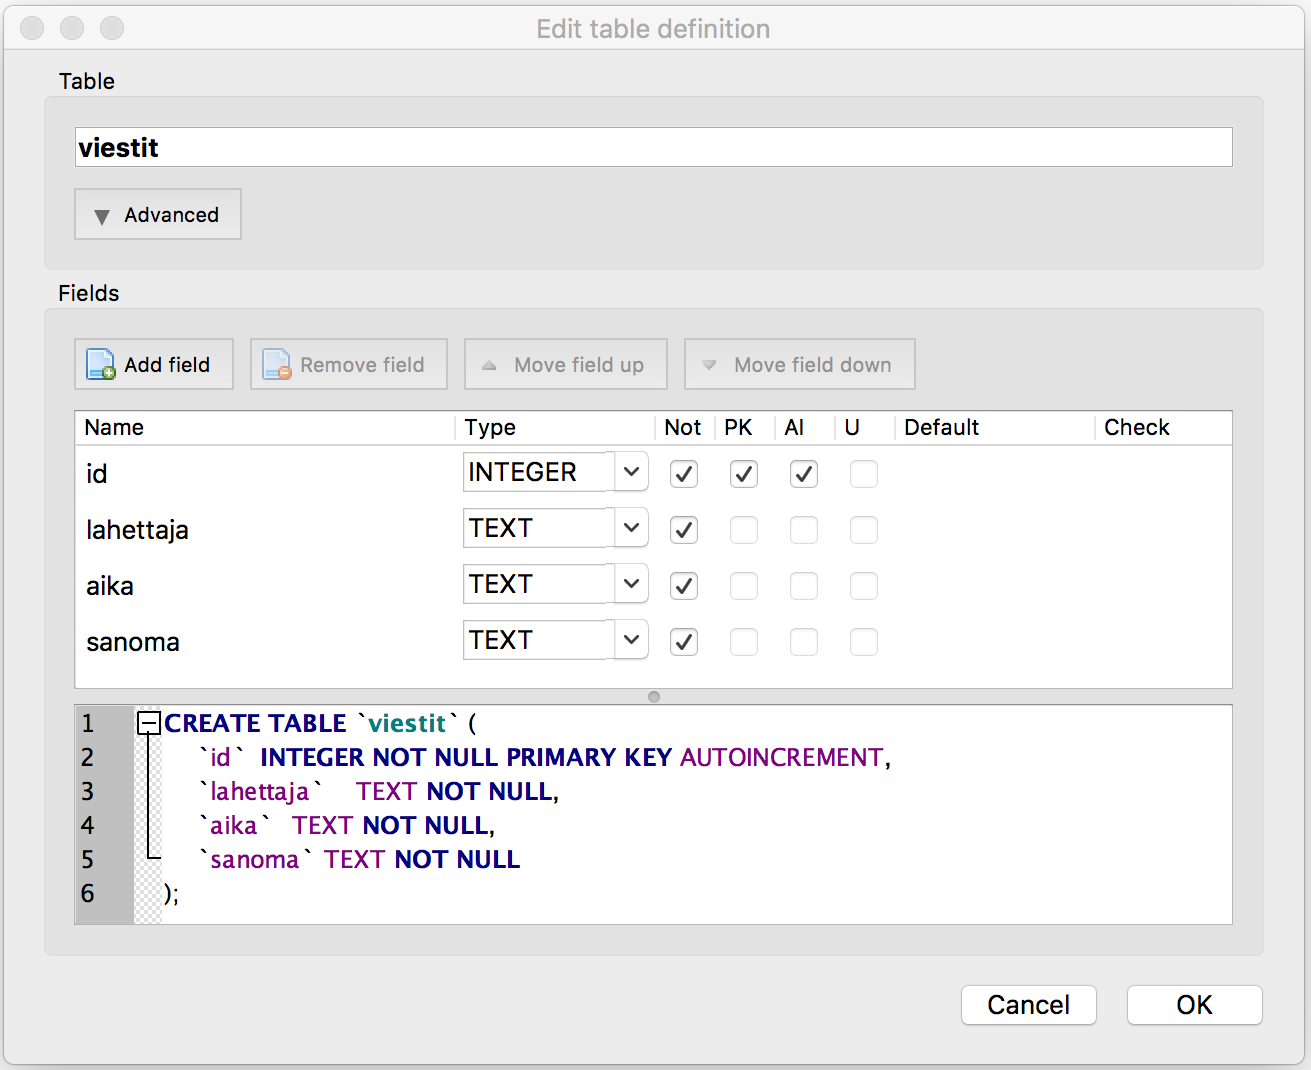 Edit table definition
Table
viestit
Advanced
Fields
Add field Remove field Move field up Move field down
Name Type Not PK AI U Default Check
id INTEGER
lahettaja TEXT
aika TEXT
sanoma TEXT
1 CREATE TABLE `viestit` (
2 `id` INTEGER NOT NULL PRIMARY KEY AUTOINCREMENT,
3 `lahettaja` TEXT NOT NULL,
4 `aika` TEXT NOT NULL,
5 `sanoma` TEXT NOT NULL
6 );
Cancel OK